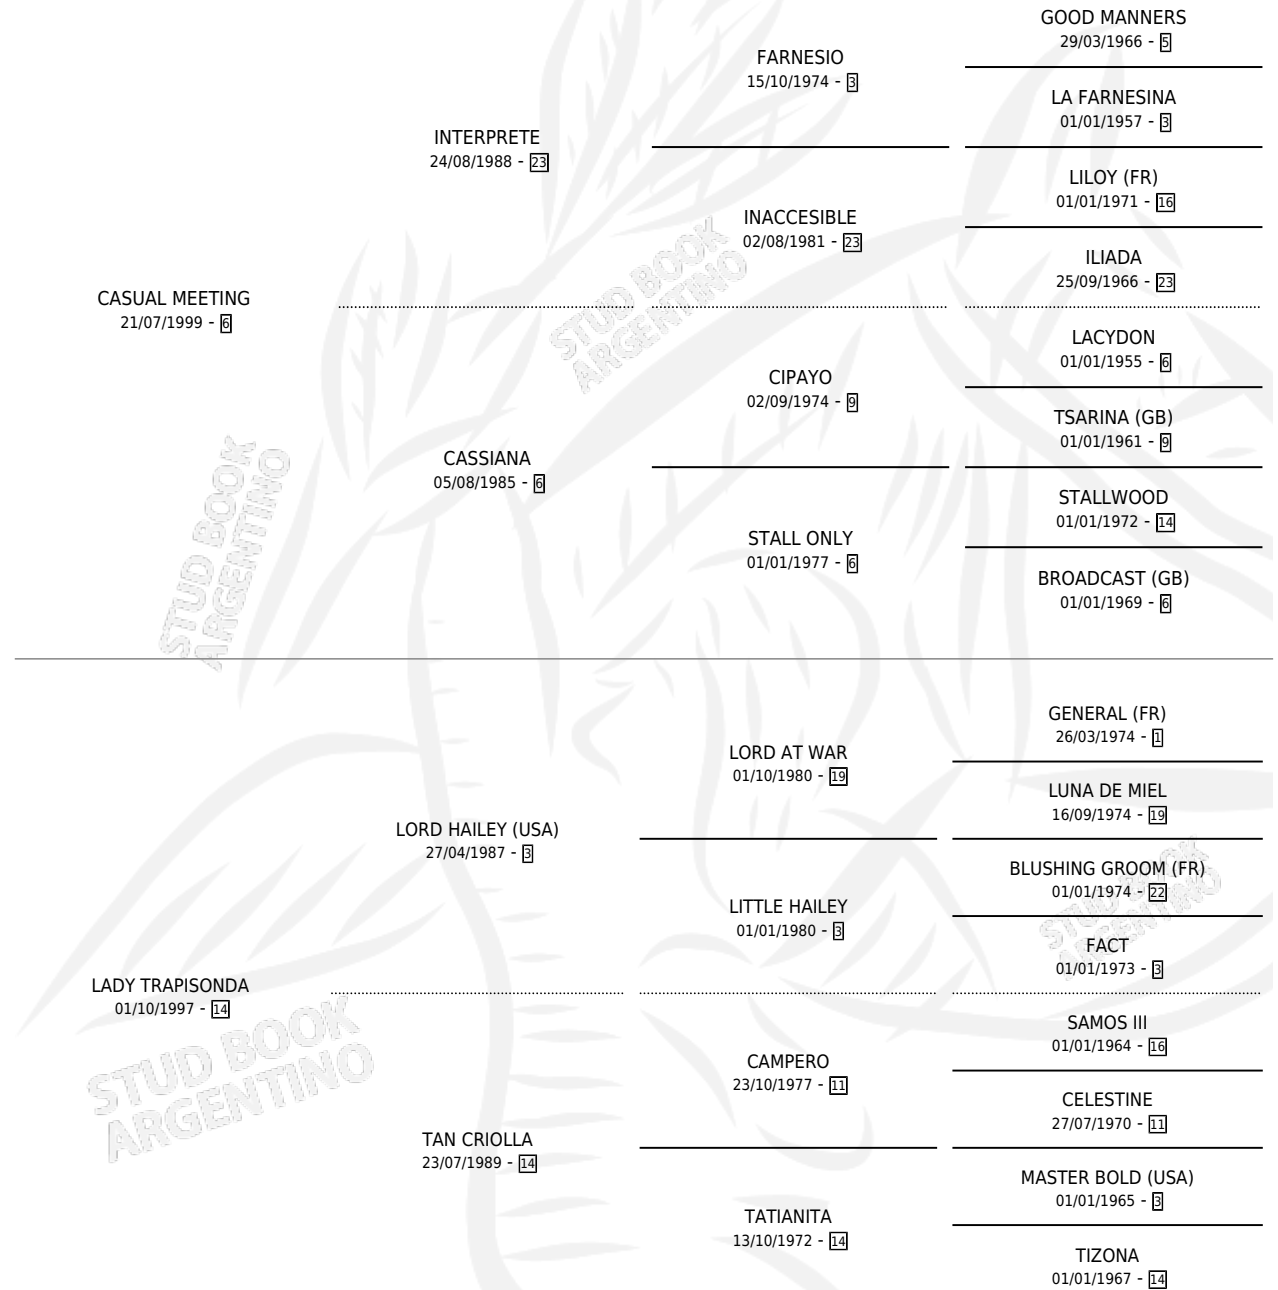 GOOD MANNERS
29/03/1966 - 5
FARNESIO
15/10/1974 - 3
LA FARNESINA
01/01/1957 - 3
INTERPRETE
24/08/1988 - 23
LILOY (FR)
01/01/1971 - 16
INACCESIBLE
02/08/1981 - 23
ILIADA
25/09/1966 - 23
CASUAL MEETING
21/07/1999 - 6
STUD BOOK
ARGENTINO
LACYDON
01/01/1955 - 6
CIPAYO
02/09/1974 - 9
TSARINA (GB)
01/01/1961 - 9
CASSIANA
05/08/1985 - 6
STALLWOOD
01/01/1972 - 14
STALL ONLY
01/01/1977 - 6
BROADCAST (GB)
01/01/1969 - 6
STUD BOOK
ARGENTINO
GENERAL (FR)
26/03/1974 - 1
LORD AT WAR
01/10/1980 - 19
LUNA DE MIEL
16/09/1974 - 19
LORD HAILEY (USA)
27/04/1987 - 3
BLUSHING GROOM (FR)
01/01/1974 - 22
LITTLE HAILEY
01/01/1980 - 3
STUD BOOK
ARGENTINO
FACT
01/01/1973 - 3
LADY TRAPISONDA
01/10/1997 - 14
SAMOS III
01/01/1964 - 16
STUD BOOK
ARGENTINO
CAMPERO
23/10/1977 - 11
CELESTINE
27/07/1970 - 11
TAN CRIOLLA
23/07/1989 - 14
MASTER BOLD (USA)
01/01/1965 - 3
TATIANITA
13/10/1972 - 14
TIZONA
01/01/1967 - 14